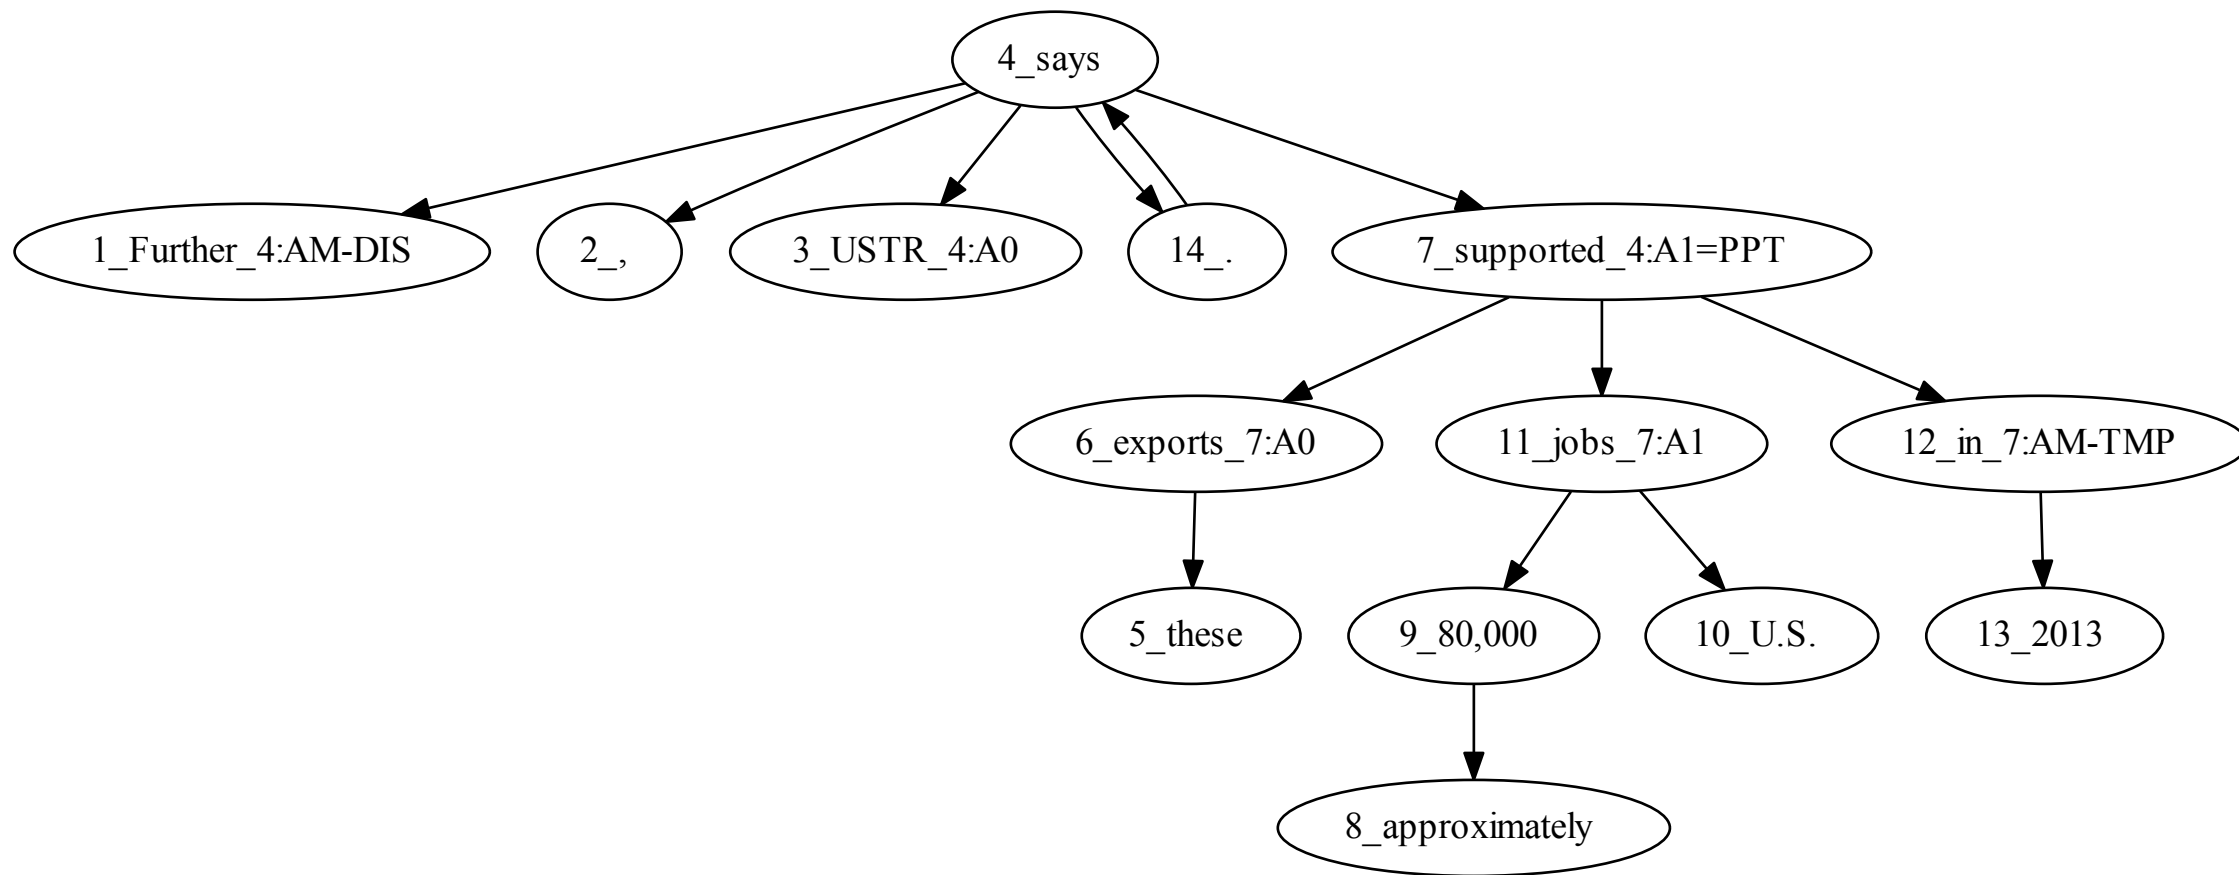 4_says
1_Further_4:AM-DIS
2_,
3_USTR_4:A0
14_.
7_supported_4:A1=PPT
6_exports_7:A0
11_jobs_7:A1
12_in_7:AM-TMP
5_these
9_80,000
10_U.S.
13_2013
8_approximately